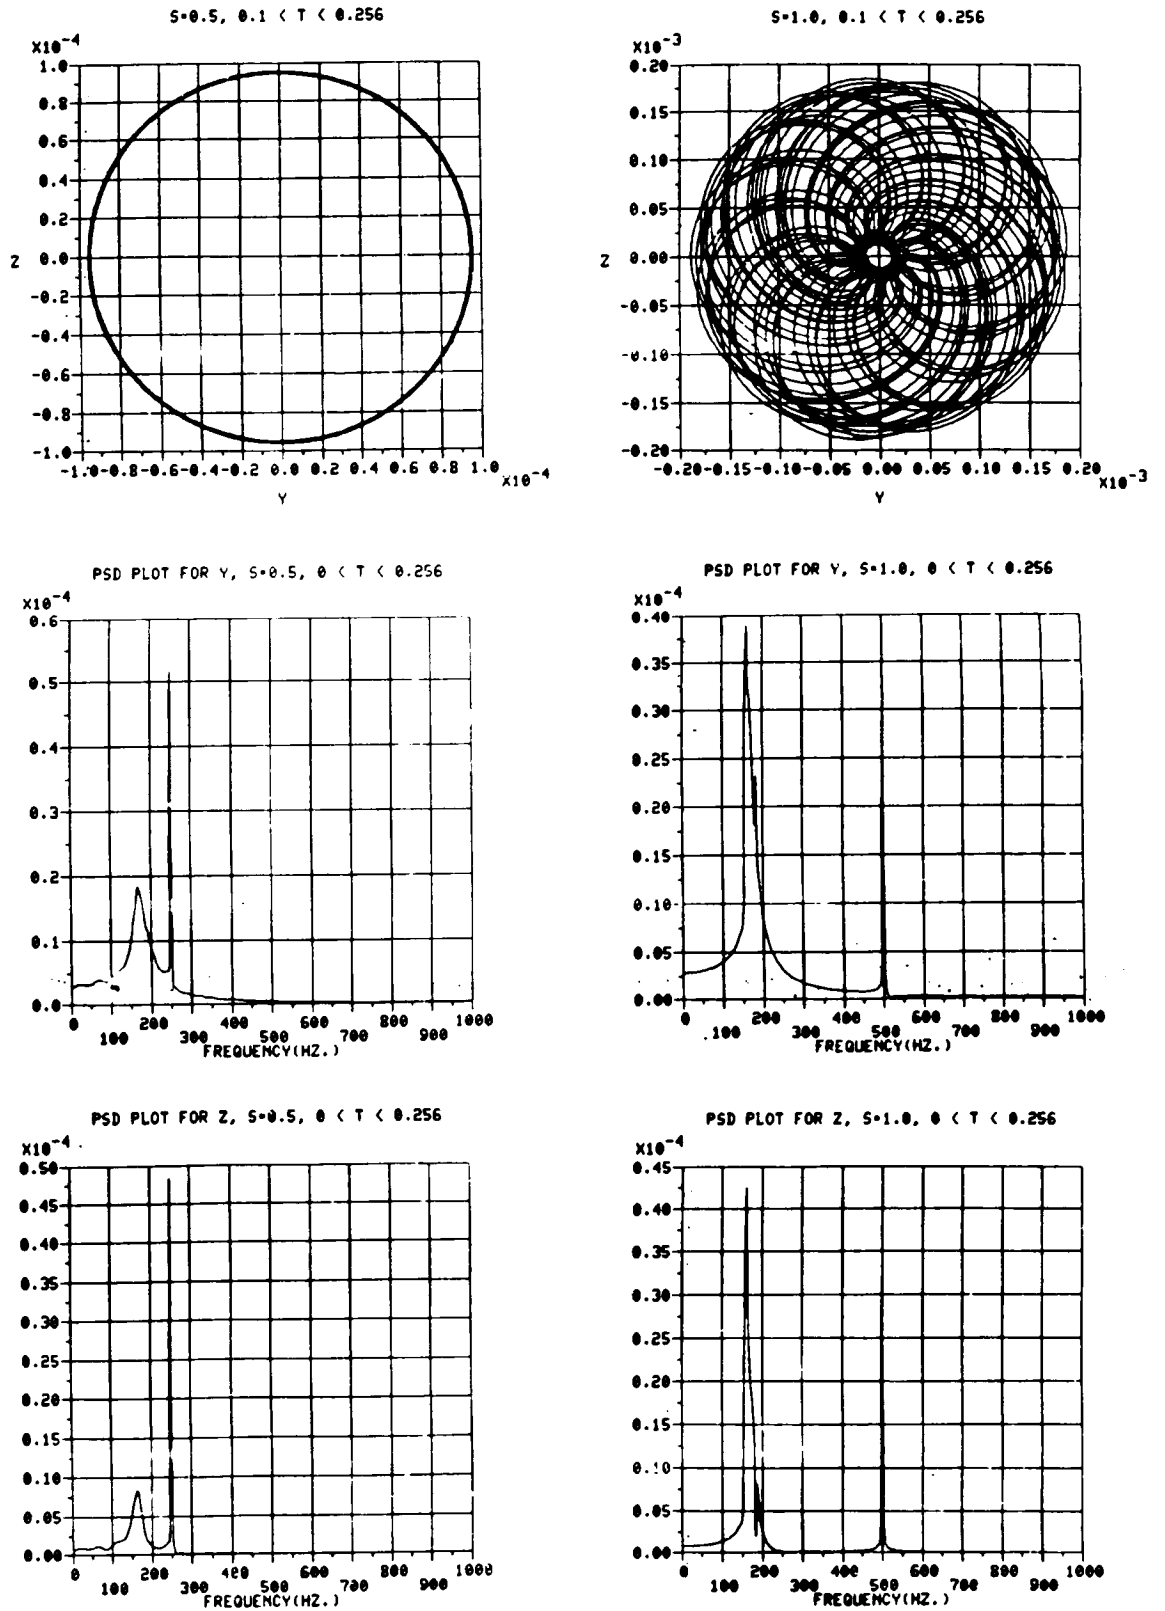 S=0.5, 0.1 < T < 0.256
X10-4
1.0
0.8
0.6
0.4
0.2
Z 0.0
-0.2
-0.4
-0.6
-0.8
-1.0
-1.0-0.8-0.6-0.2 0.0 0.2 0.4 0.6 0.8 1.0
X10-4
Y
S=1.0, 0.1 < T < 0.256
X10-3
0.20
0.15
0.10
0.05
Z 0.00
-0.05
-0.10
-0.15
-0.20
-0.20-0.15-0.10-0.05 0.00 0.05 0.10 0.15 0.20
X10-3
Y
PSD PLOT FOR Y, S=0.5, 0 < T < 0.256
X10-4
0.6
0.5
0.4
0.3
0.2
0.1
0.0
0 100 200 300 400 500 600 700 800 900 1000
FREQUENCY(HZ.)
PSD PLOT FOR Y, S=1.0, 0 < T < 0.256
X10-4
0.40
0.35
0.30
0.25
0.20
0.15
0.10
0.05
0.00
0 100 200 300 400 500 600 700 800 900 1000
FREQUENCY(HZ.)
PSD PLOT FOR Z, S=0.5, 0 < T < 0.256
X10-4
0.50
0.45
0.40
0.35
0.30
0.25
0.20
0.15
0.10
0.05
0.00
0 100 200 300 400 500 600 700 800 900 1000
FREQUENCY(HZ.)
PSD PLOT FOR Z, S=1.0, 0 < T < 0.256
X10-4
0.45
0.40
0.35
0.30
0.25
0.20
0.15
0.10
0.05
0.00
0 100 200 300 400 500 600 700 800 900 1000
FREQUENCY(HZ.)